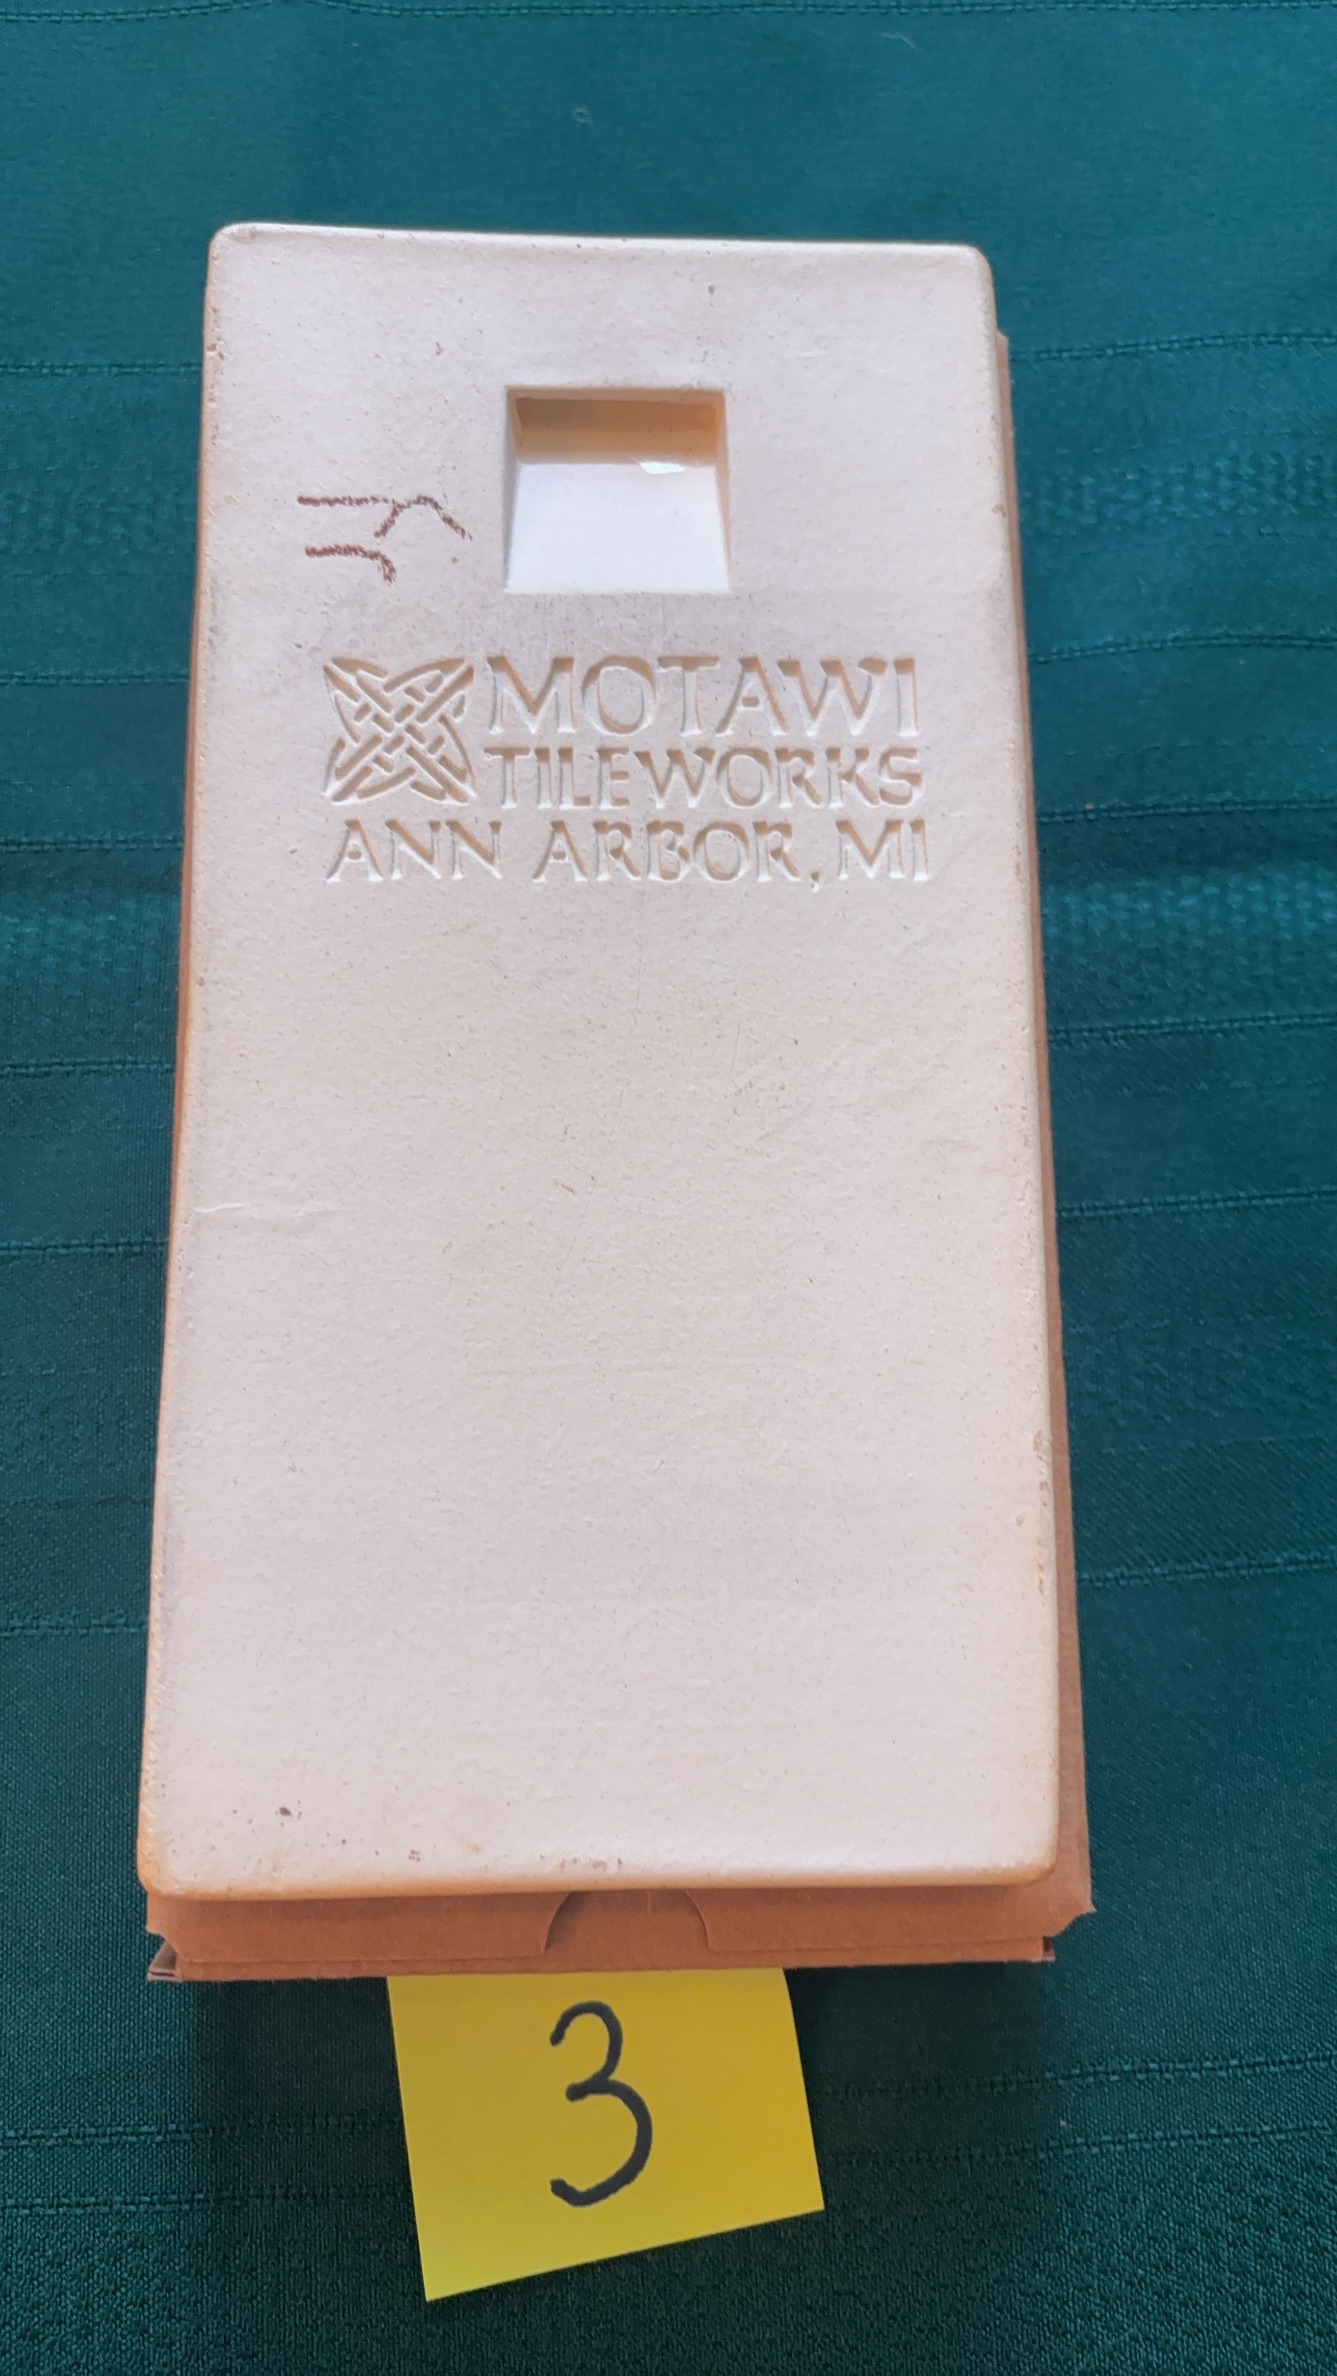 MOTAWI
TILEWORKS
ANN ARBOR, MI
3